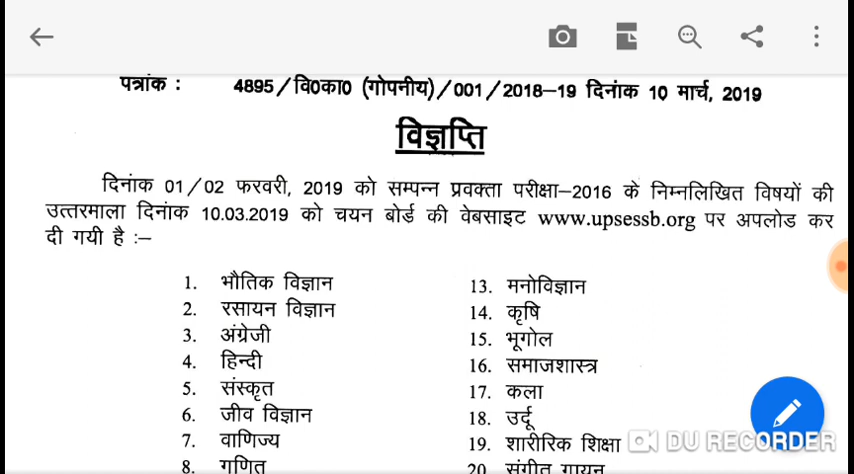 पत्रांक : 4895/वि0का0 (गोपनीय)/001/2018-19 दिनांक 10 मार्च, 2019
विज्ञप्ति
दिनांक 01/02 फरवरी, 2019 को सम्पन्न प्रवक्ता परीक्षा-2016 के निम्नलिखित विषयों की
उत्तरमाला दिनांक 10.03.2019 को चयन बोर्ड की वेबसाइट www.upsessb.org पर अपलोड कर
दी गयी है :-
1. भौतिक विज्ञान
2. रसायन विज्ञान
3. अंग्रेजी
4. हिन्दी
5. संस्कृत
6. जीव विज्ञान
7. वाणिज्य
8. गणित
13. मनोविज्ञान
14. कृषि
15. भूगोल
16. समाजशास्त्र
17. कला
18. उर्दू
19. शारीरिक शिक्षा
20. संगीत गायन
DU RECORDER